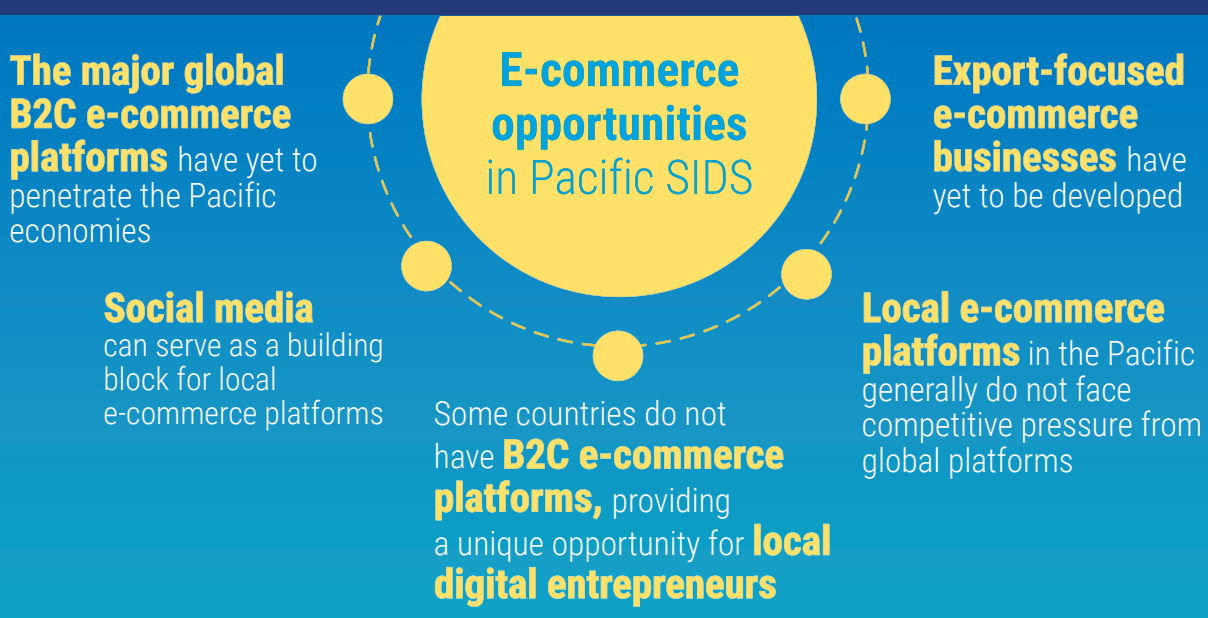 E-commerce
opportunities
in Pacific SIDS
The major global
B2C e-commerce
platforms have yet to
penetrate the Pacific
economies
Social media
can serve as a building
block for local
e-commerce platforms
Some countries do not
have B2C e-commerce
platforms, providing
a unique opportunity for local
digital entrepreneurs
Local e-commerce
platforms in the Pacific
generally do not face
competitive pressure from
global platforms
Export-focused
e-commerce
businesses have
yet to be developed